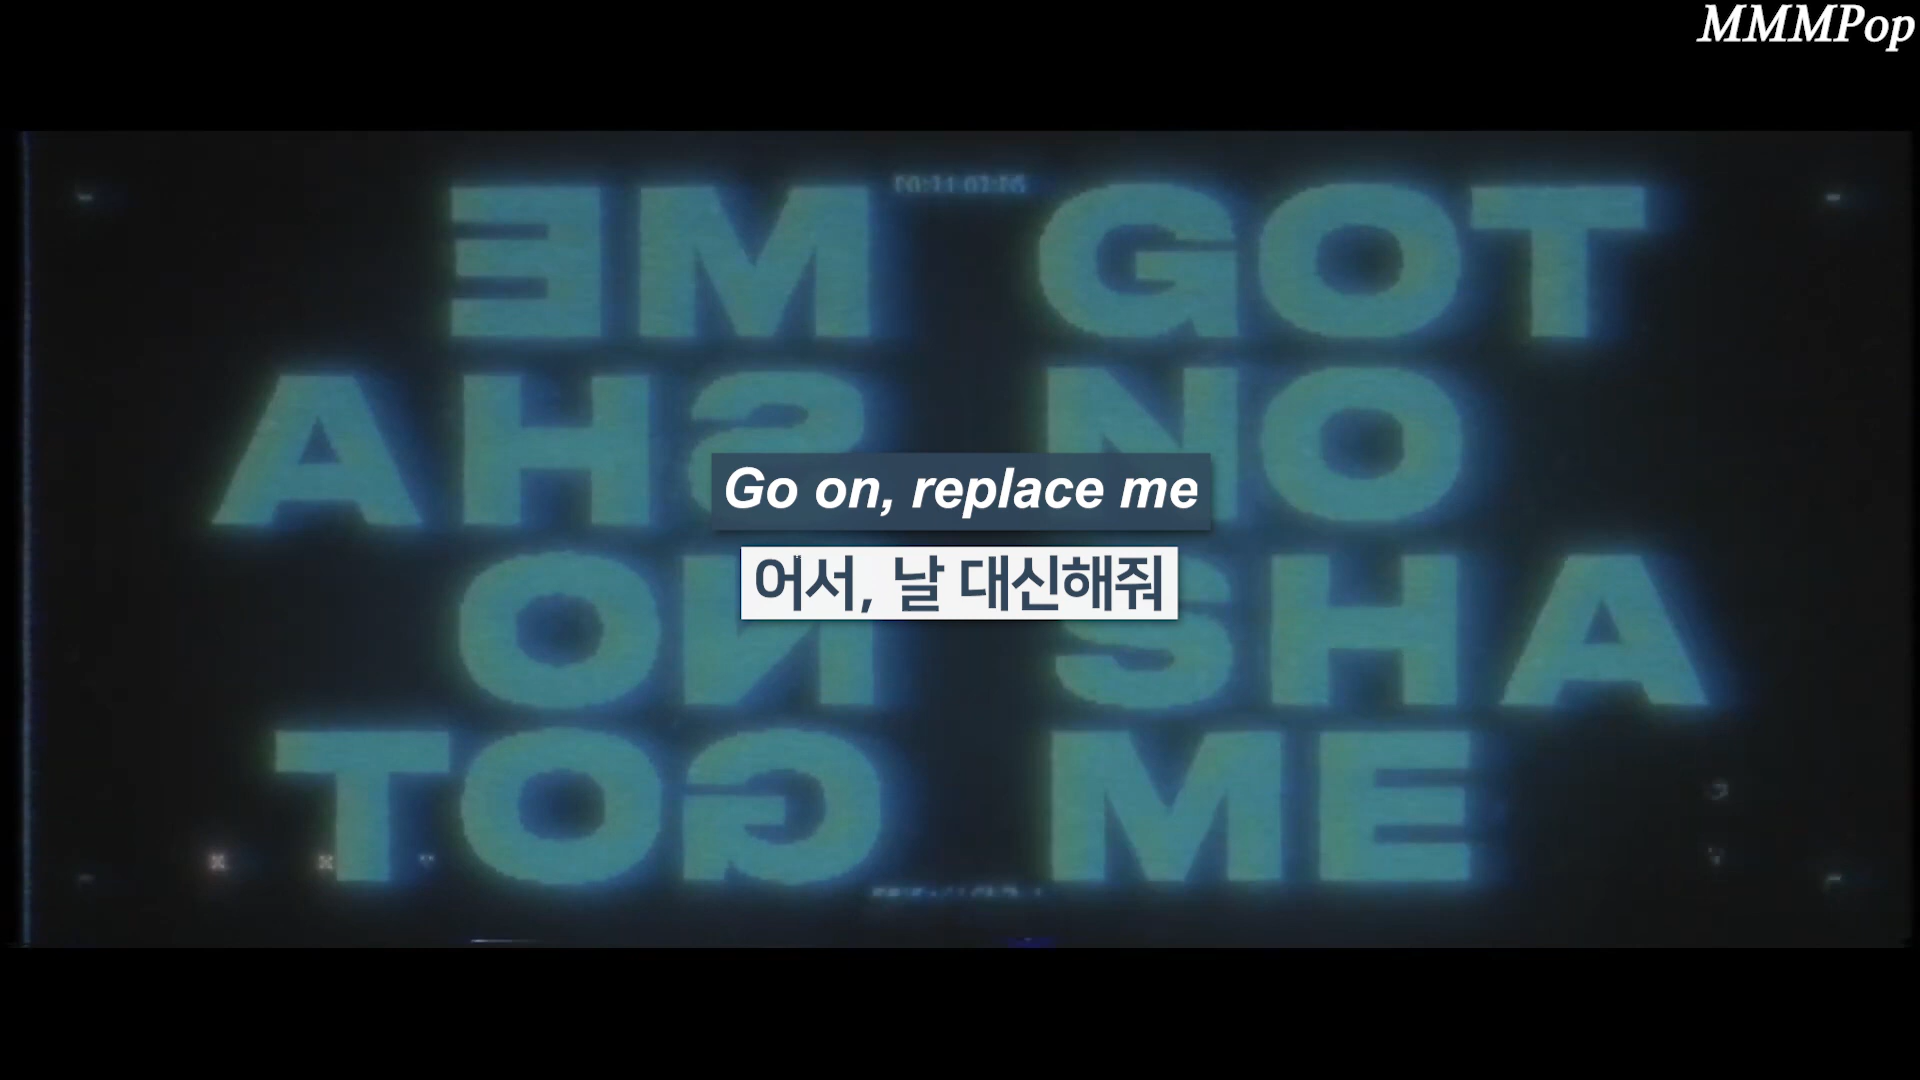 MMMPop
ME GOT
AHS NO
Go on, replace me
어서, 날 대신해줘
ON SHA
TOG ME